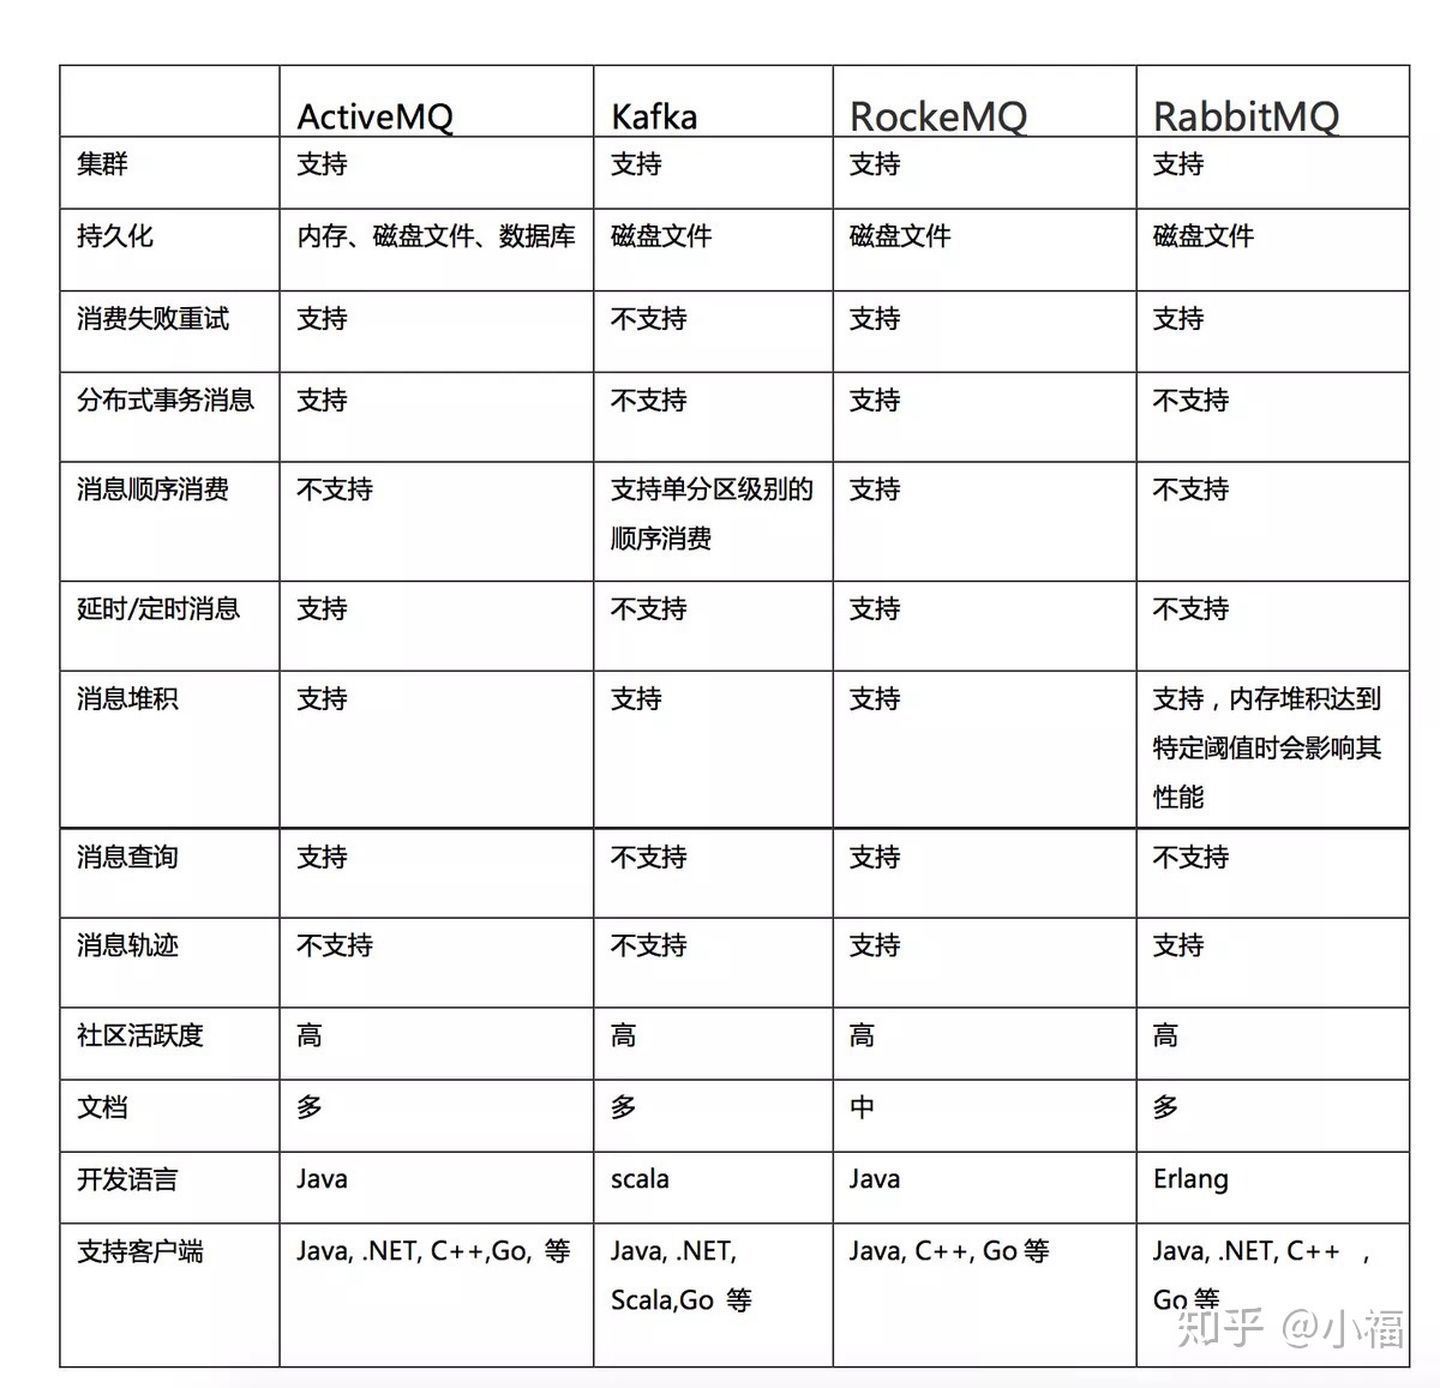 ActiveMQ Kafka RockeMQ RabbitMQ
集群 支持 支持 支持 支持
持久化 内存、磁盘文件、数据库 磁盘文件 磁盘文件 磁盘文件
消费失败重试 支持 不支持 支持 支持
分布式事务消息 支持 不支持 支持 不支持
消息顺序消费 不支持 支持单分区级别的 支持 不支持
顺序消费
延时/定时消息 支持 不支持 支持 不支持
消息堆积 支持 支持 支持 支持，内存堆积达到
特定阈值时会影响其
性能
消息查询 支持 不支持 支持 不支持
消息轨迹 不支持 不支持 支持 支持
社区活跃度 高 高 高 高
文档 多 多 中 多
开发语言 Java scala Java Erlang
支持客户端 Java, .NET, C++,Go, 等 Java, .NET, Java, C++, Go 等 Java, .NET, C++ ,
Scala,Go 等 Go 等
知乎 @小福